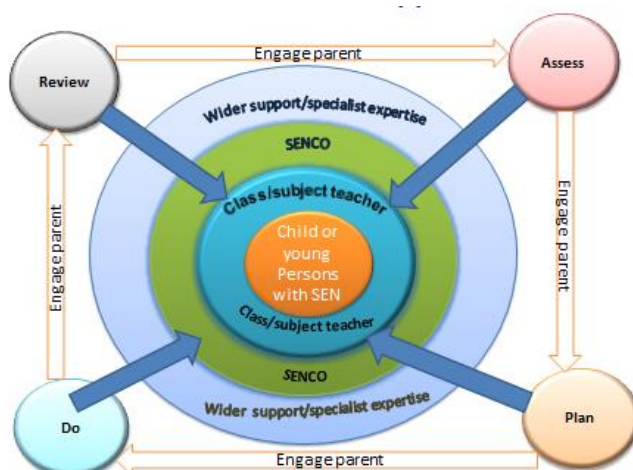 Engage parent
Review
Assess
Wider support/specialist expertise
SENCO
Class/subject teacher
Child or
young
Persons
with SEN
Engage parent
Engage parent
Class/subject teacher
SENCO
Wider support/specialist expertise
Do
Plan
Engage parent